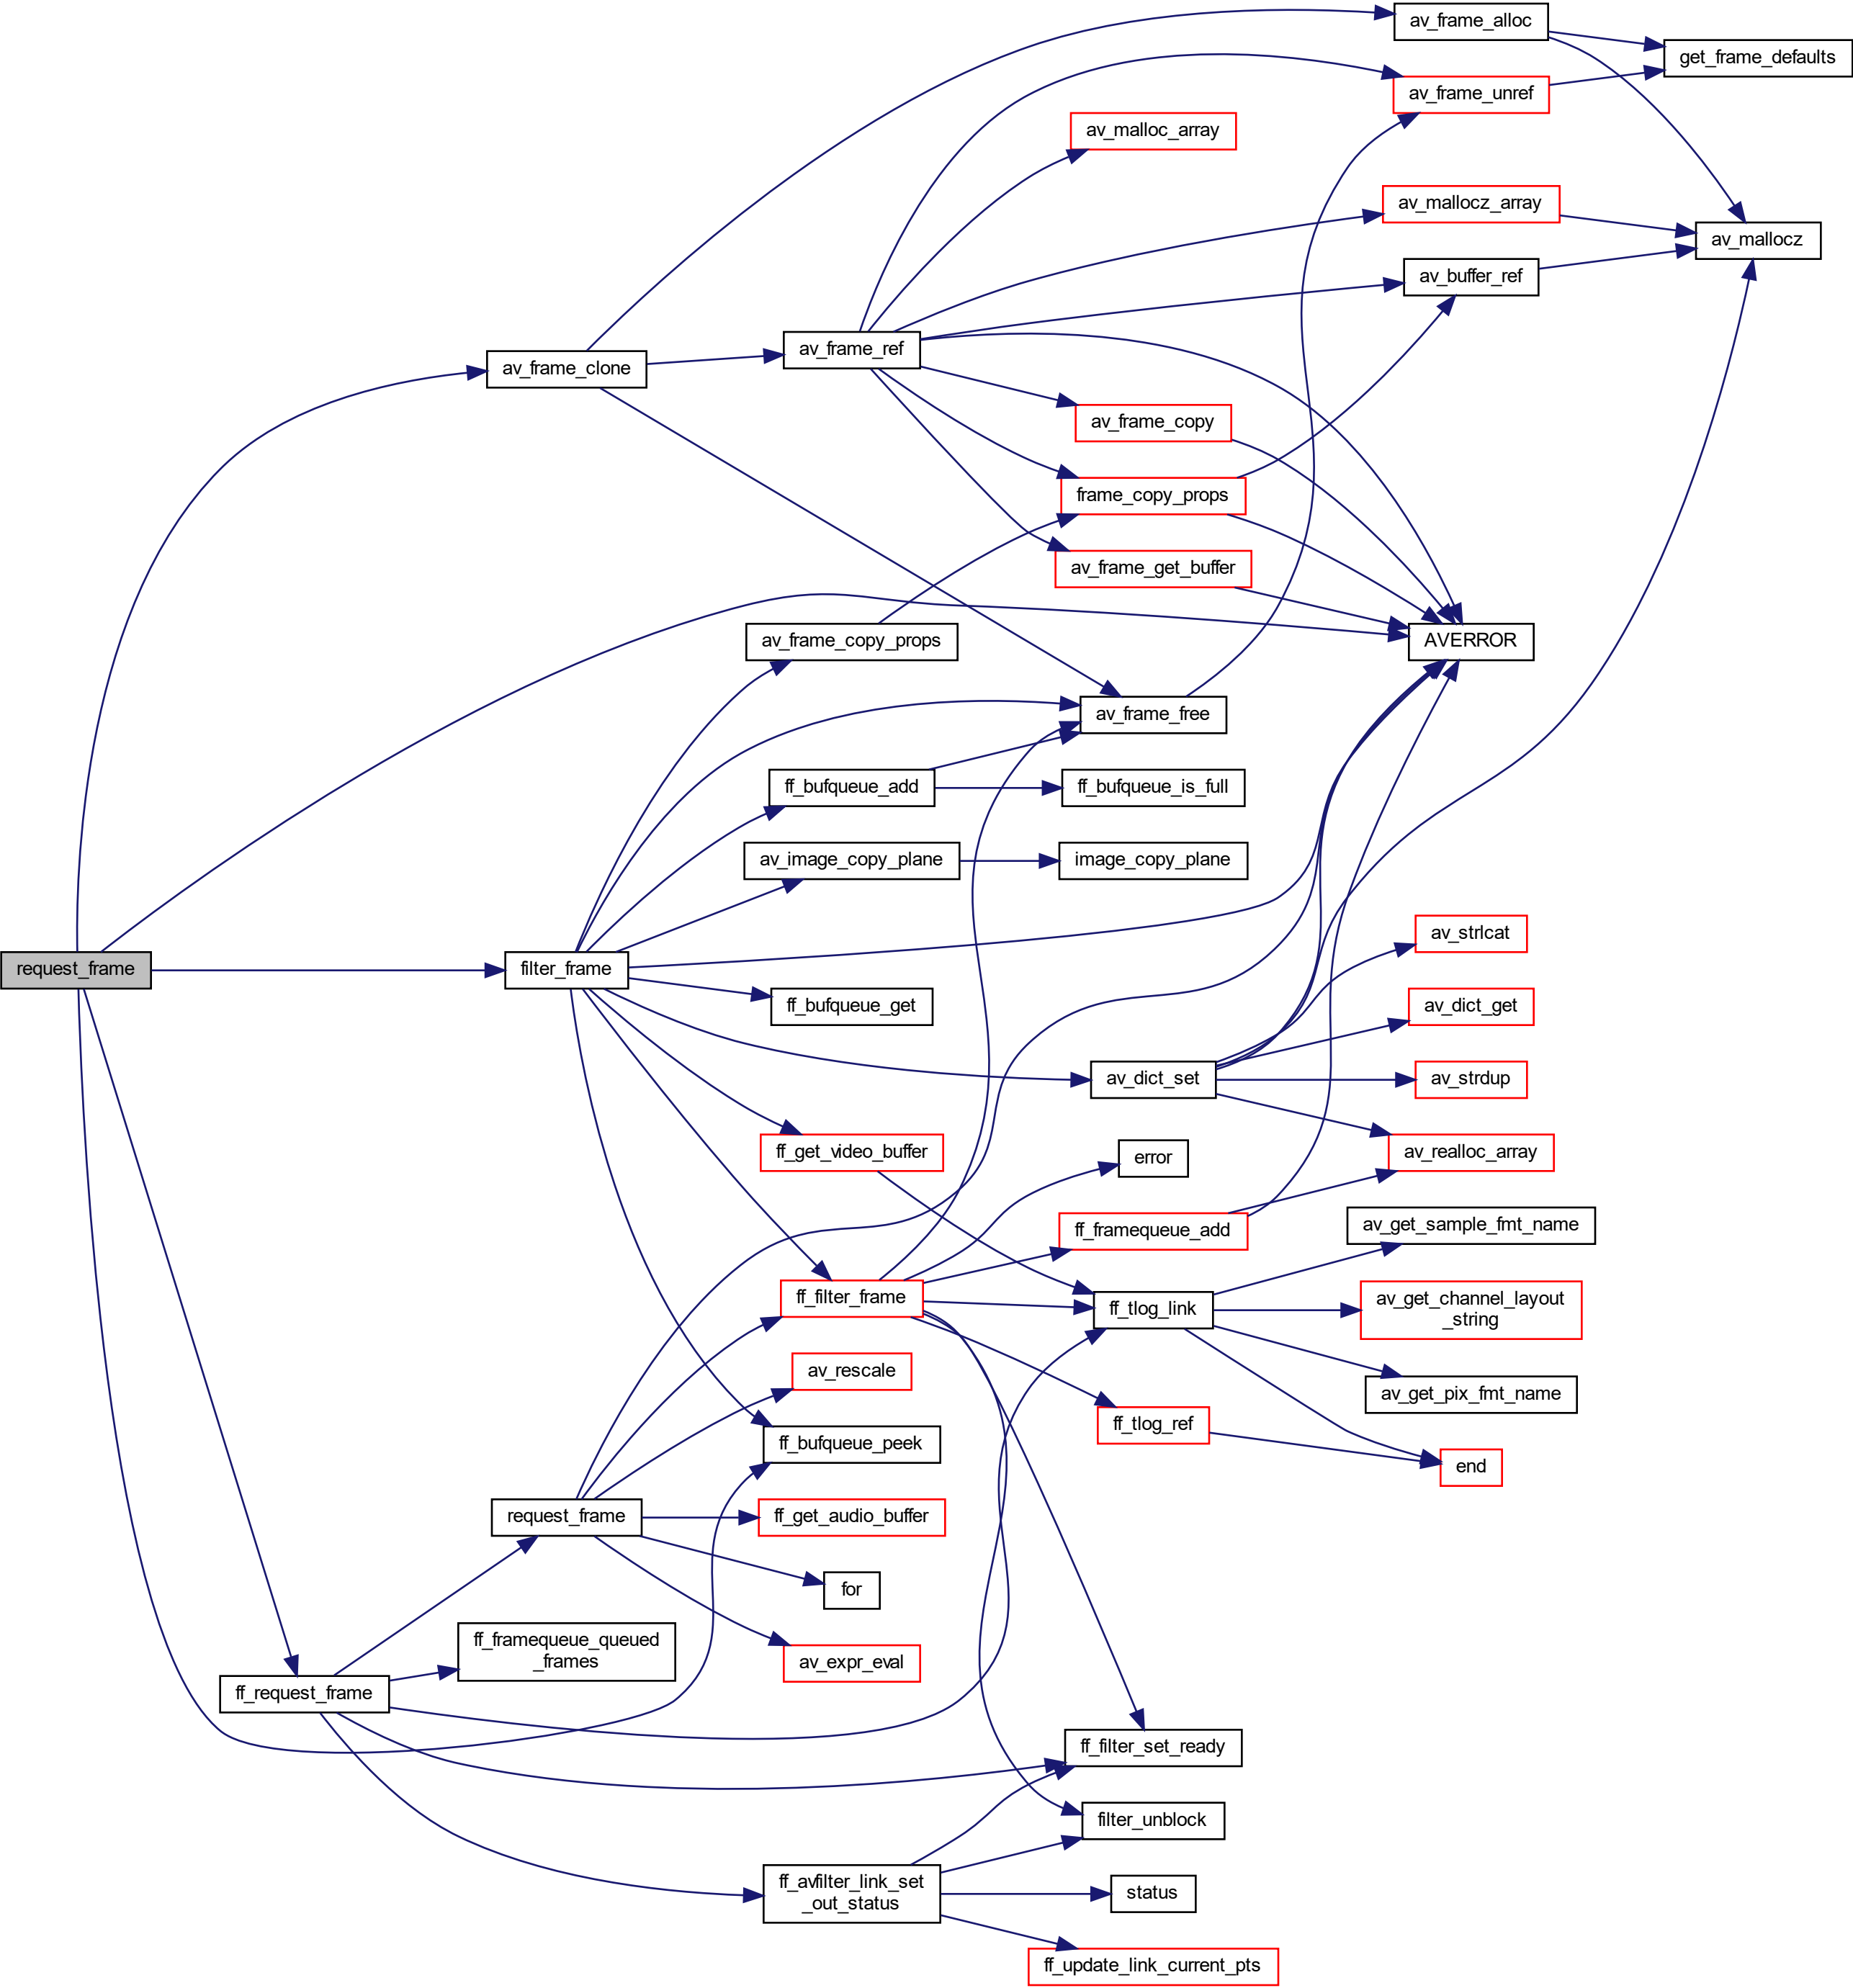 av_frame_alloc
get_frame_defaults
av_frame_unref
av_malloc_array
av_mallocz_array
av_mallocz
av_buffer_ref
av_frame_ref
av_frame_clone
av_frame_copy
frame_copy_props
av_frame_get_buffer
av_frame_copy_props
AVERROR
av_frame_free
ff_bufqueue_add
ff_bufqueue_is_full
av_image_copy_plane
image_copy_plane
av_strlcat
request_frame
filter_frame
ff_bufqueue_get
av_dict_get
av_dict_set
av_strdup
ff_get_video_buffer
error
av_realloc_array
ff_framequeue_add
av_get_sample_fmt_name
ff_filter_frame
ff_tlog_link
av_get_channel_layout
_string
av_rescale
av_get_pix_fmt_name
ff_tlog_ref
ff_bufqueue_peek
end
request_frame
ff_get_audio_buffer
for
ff_framequeue_queued
_frames
av_expr_eval
ff_request_frame
ff_filter_set_ready
filter_unblock
ff_avfilter_link_set
_out_status
status
ff_update_link_current_pts